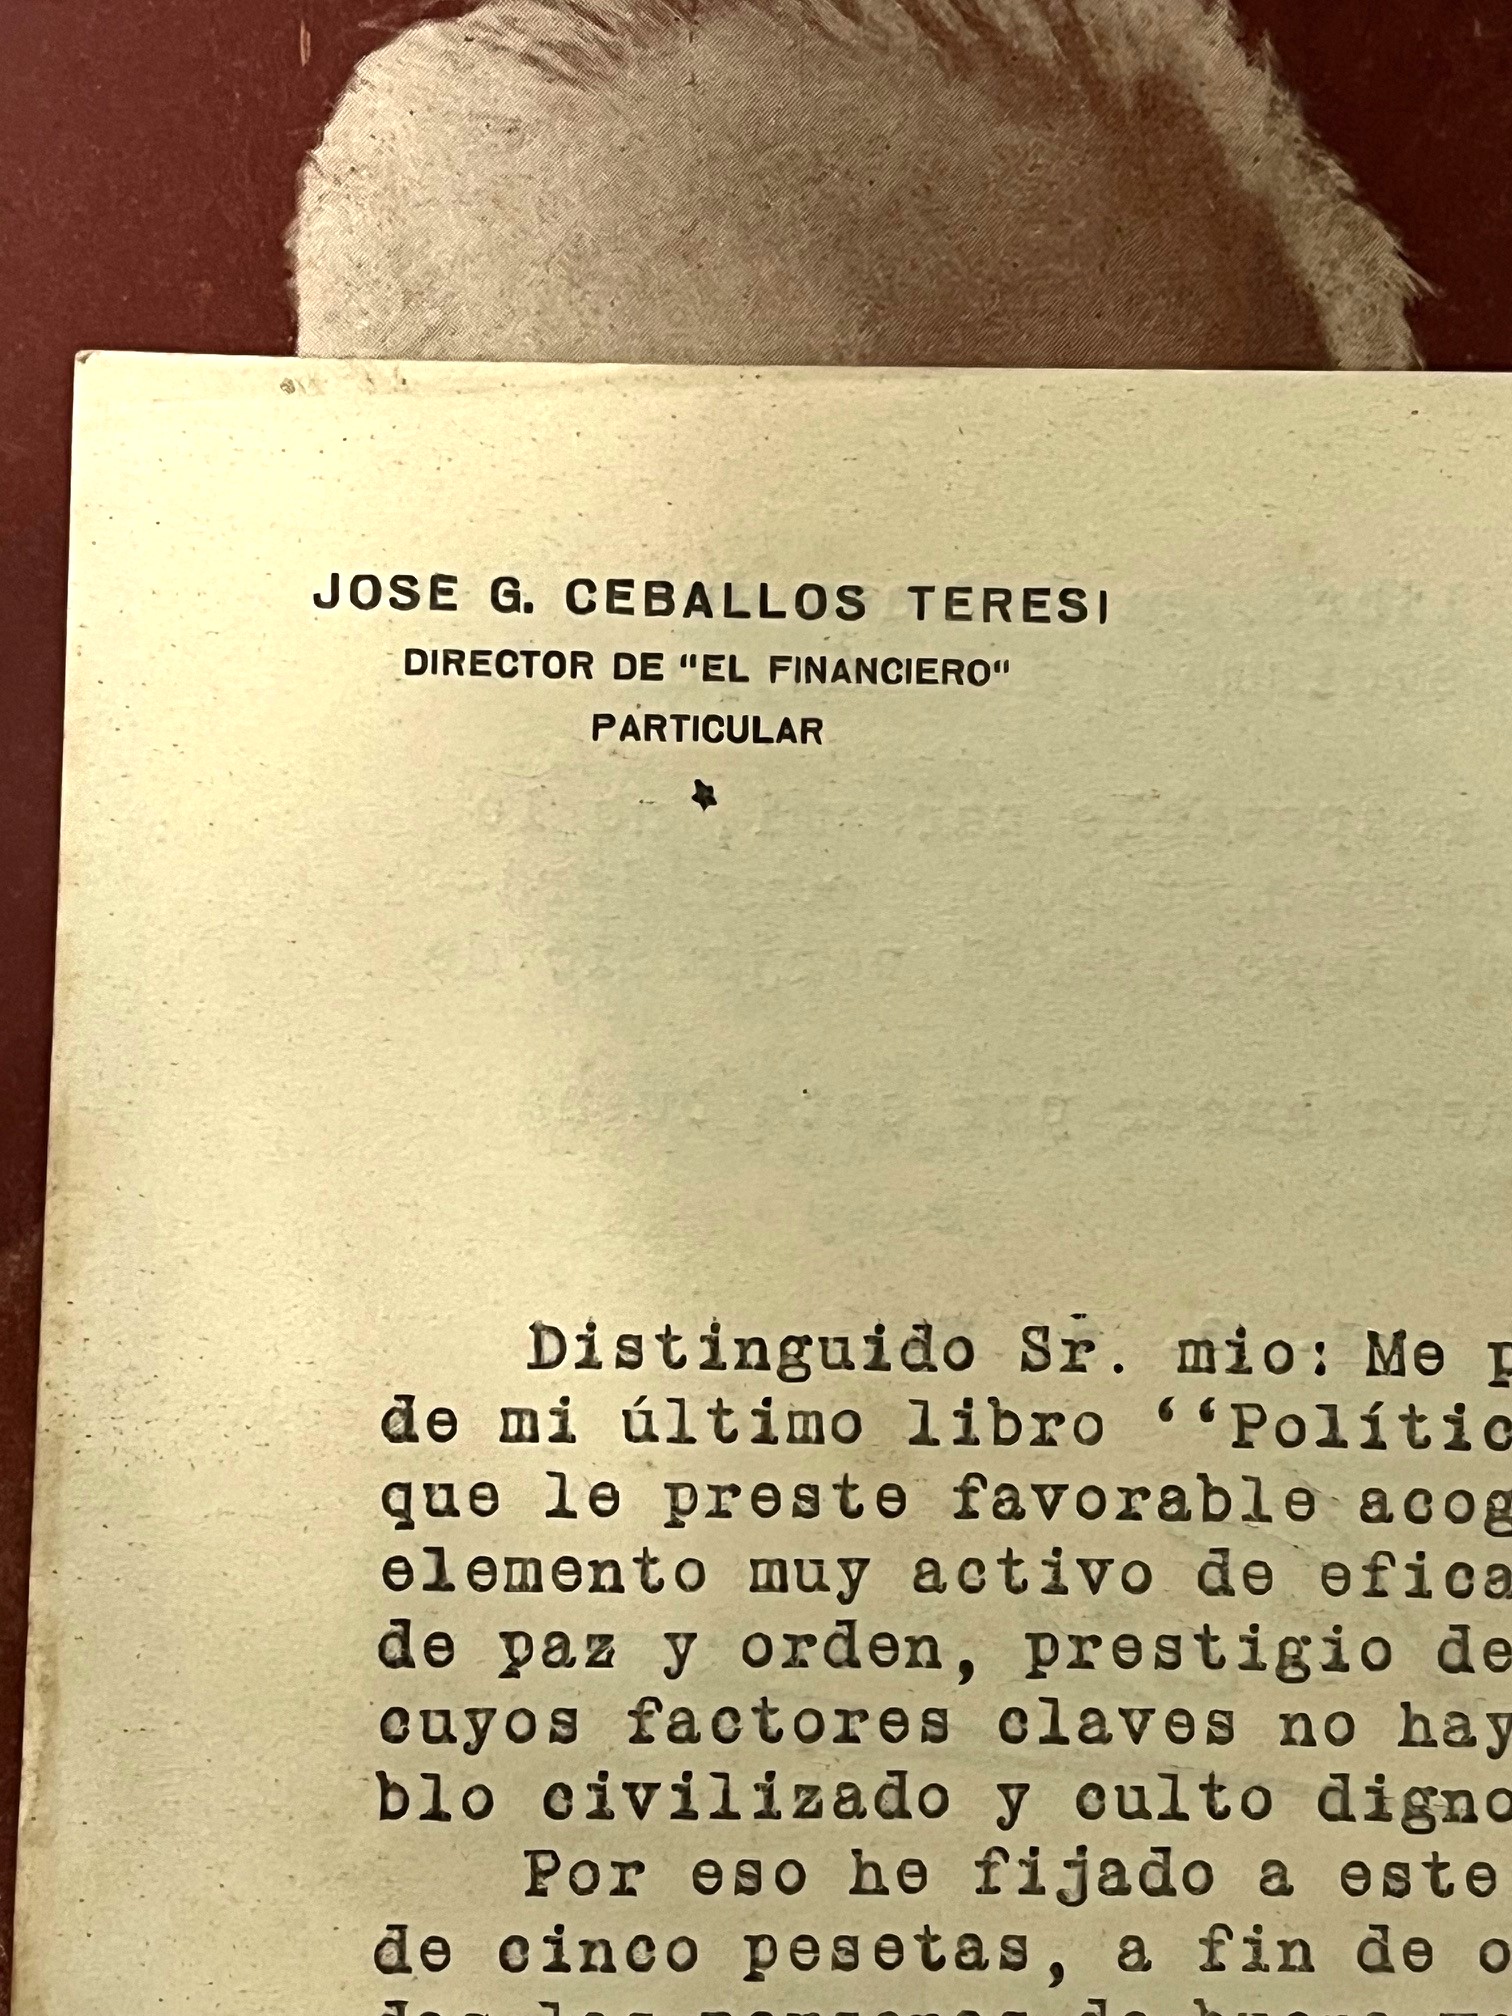 JOSE G. CEBALLOS TERESI
DIRECTOR DE "EL FINANCIERO"
PARTICULAR
Distinguido Sr. mio: Me
de mi último libro ‘‘Polític
que le preste favorable acog
elemento muy activo de efica
de paz y orden, prestigio de
cuyos factores claves no hay
blo civilizado y culto digno
Por eso he fijado a este
de cinco pesetas, a fin de